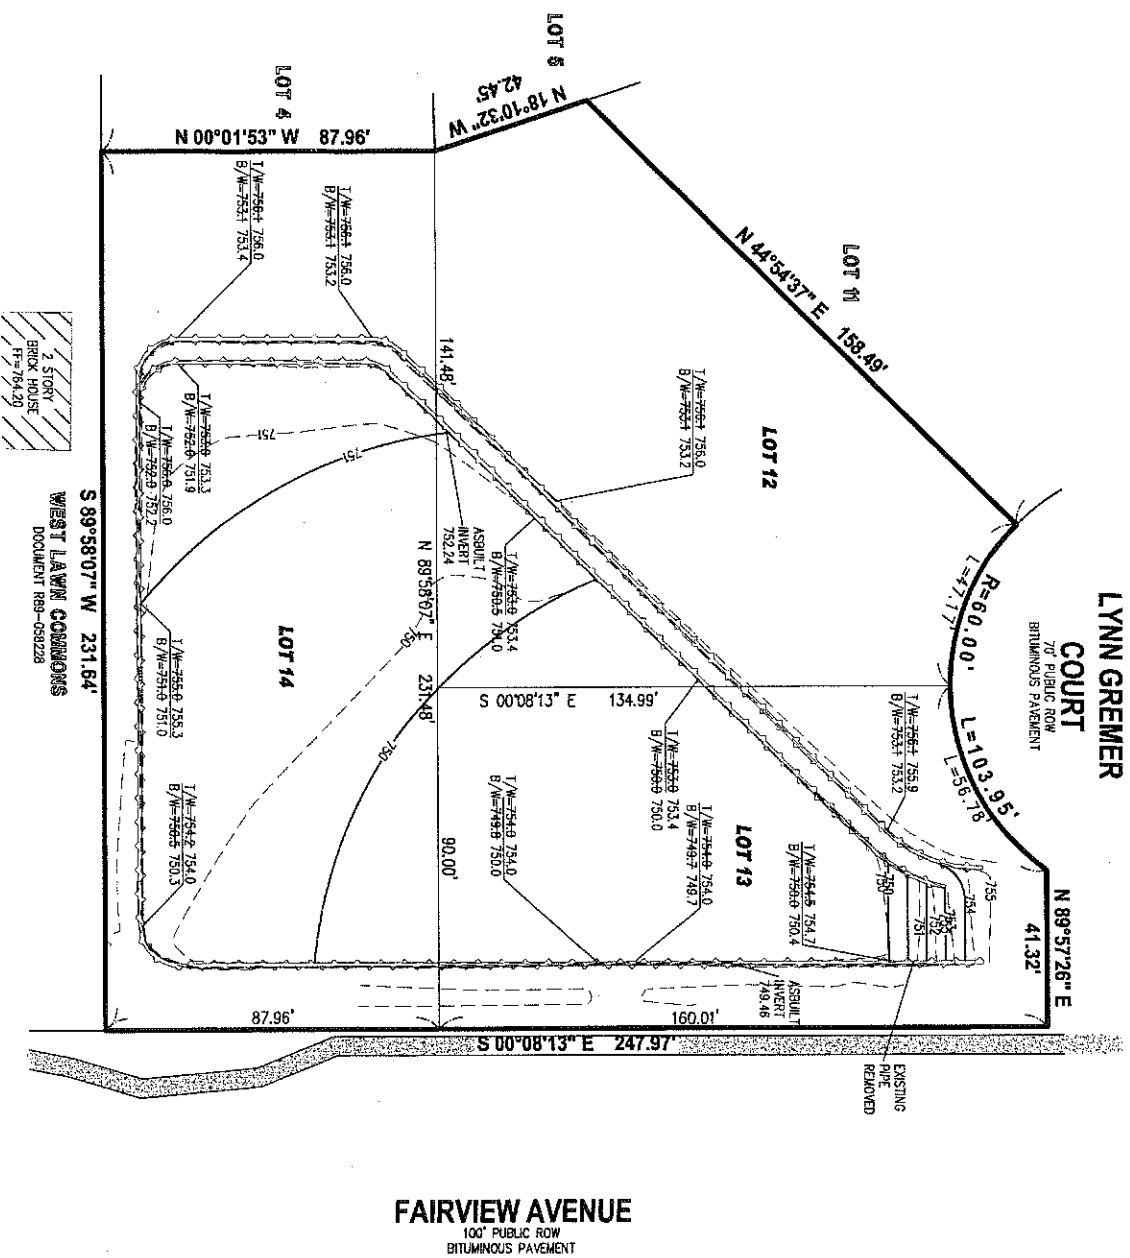 LOT 5
LOT 4
N 18°10'32" W
42.45'
N 00°01'53" W 87.96'
T/W=756.1 756.0
B/W=753.1 753.4
T/W=756.1 756.0
B/W=753.1 753.2
N 44°54'37" E 158.49'
LOT 11
LYNN GREMER
COURT
70' PUBLIC ROW
BITUMINOUS PAVEMENT
R=60.00'
L=47.17'
L=103.95'
L=56.78'
N 89°57'26" E
41.32'
LOT 12
T/W=756.1 756.0
B/W=753.1 753.2
141.48'
2 STORY
BRICK HOUSE
FF=764.20
T/W=753.0 753.3
B/W=752.0 751.9
T/W=756.0 756.0
B/W=752.0 752.2
751
751
ASBUILT
INVERT
752.24
T/W=753.0 753.4
B/W=750.5 751.0
N 89°58'07" E 231.48'
750
750
S 00°08'13" E 134.99'
LOT 14
S 89°58'07" W 231.64'
WEST LAWN COMMONS
DOCUMENT R89-058228
T/W=755.0 755.3
B/W=751.0 751.0
T/W=754.2 754.0
B/W=750.5 750.3
T/W=753.0 753.4
B/W=750.0 750.0
T/W=756.1 755.9
B/W=753.1 753.2
LOT 13
T/W=754.0 754.0
B/W=749.8 750.0
T/W=754.0 754.0
B/W=749.7 749.7
T/W=754.5 754.7
B/W=750.0 750.4
90.00'
750
750
751
752
753
754
755
ASBUILT
INVERT
749.46
87.96'
160.01'
S 00°08'13" E 247.97'
EXISTING
PIPE
REMOVED
FAIRVIEW AVENUE
100' PUBLIC ROW
BITUMINOUS PAVEMENT